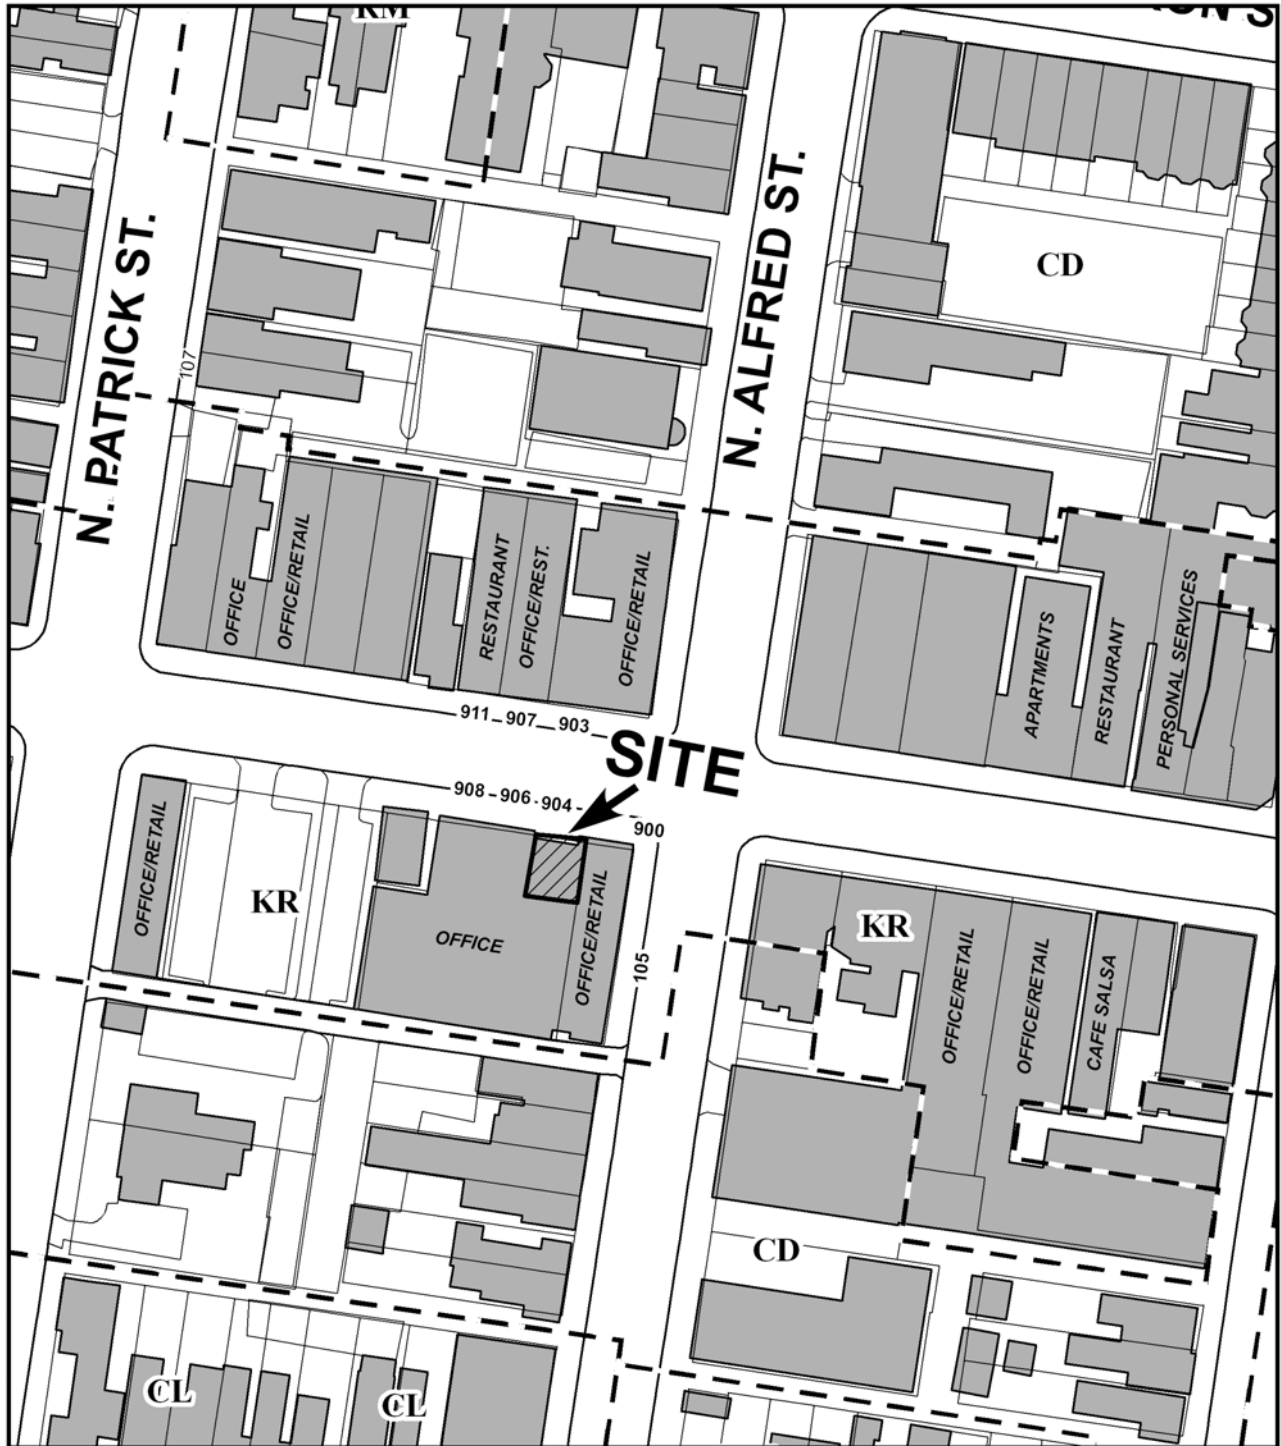 KM
N. PATRICK ST.
N. ALFRED ST.
CD
107
OFFICE
OFFICE/RETAIL
RESTAURANT
OFFICE/REST.
OFFICE/RETAIL
APARTMENTS
RESTAURANT
PERSONAL SERVICES
911 907 903
SITE
908 - 906 - 904 -
900
OFFICE/RETAIL
KR
OFFICE
OFFICE/RETAIL
105
KR
OFFICE/RETAIL
OFFICE/RETAIL
CAFE SALSA
CD
CL
CL